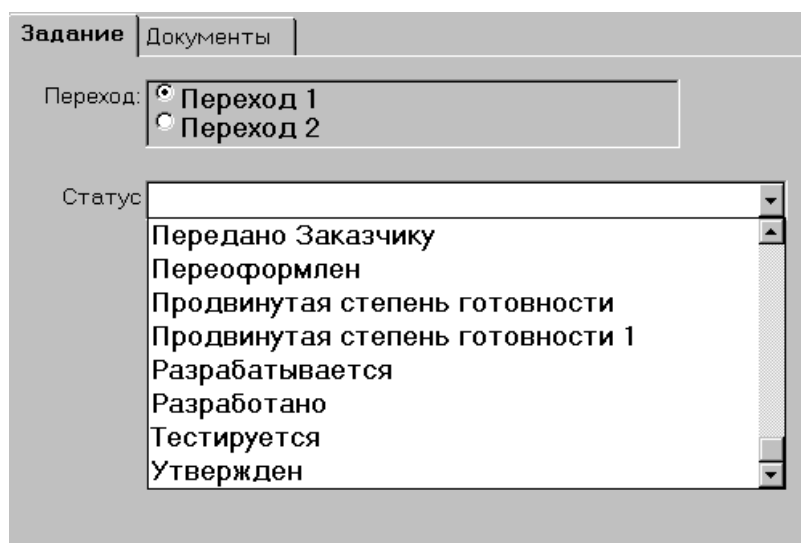 Задание Документы
Переход: Переход 1
Переход 2
Статус
Передано Заказчику
Переоформлен
Продвинутая степень готовности
Продвинутая степень готовности 1
Разрабатывается
Разработано
Тестируется
Утвержден